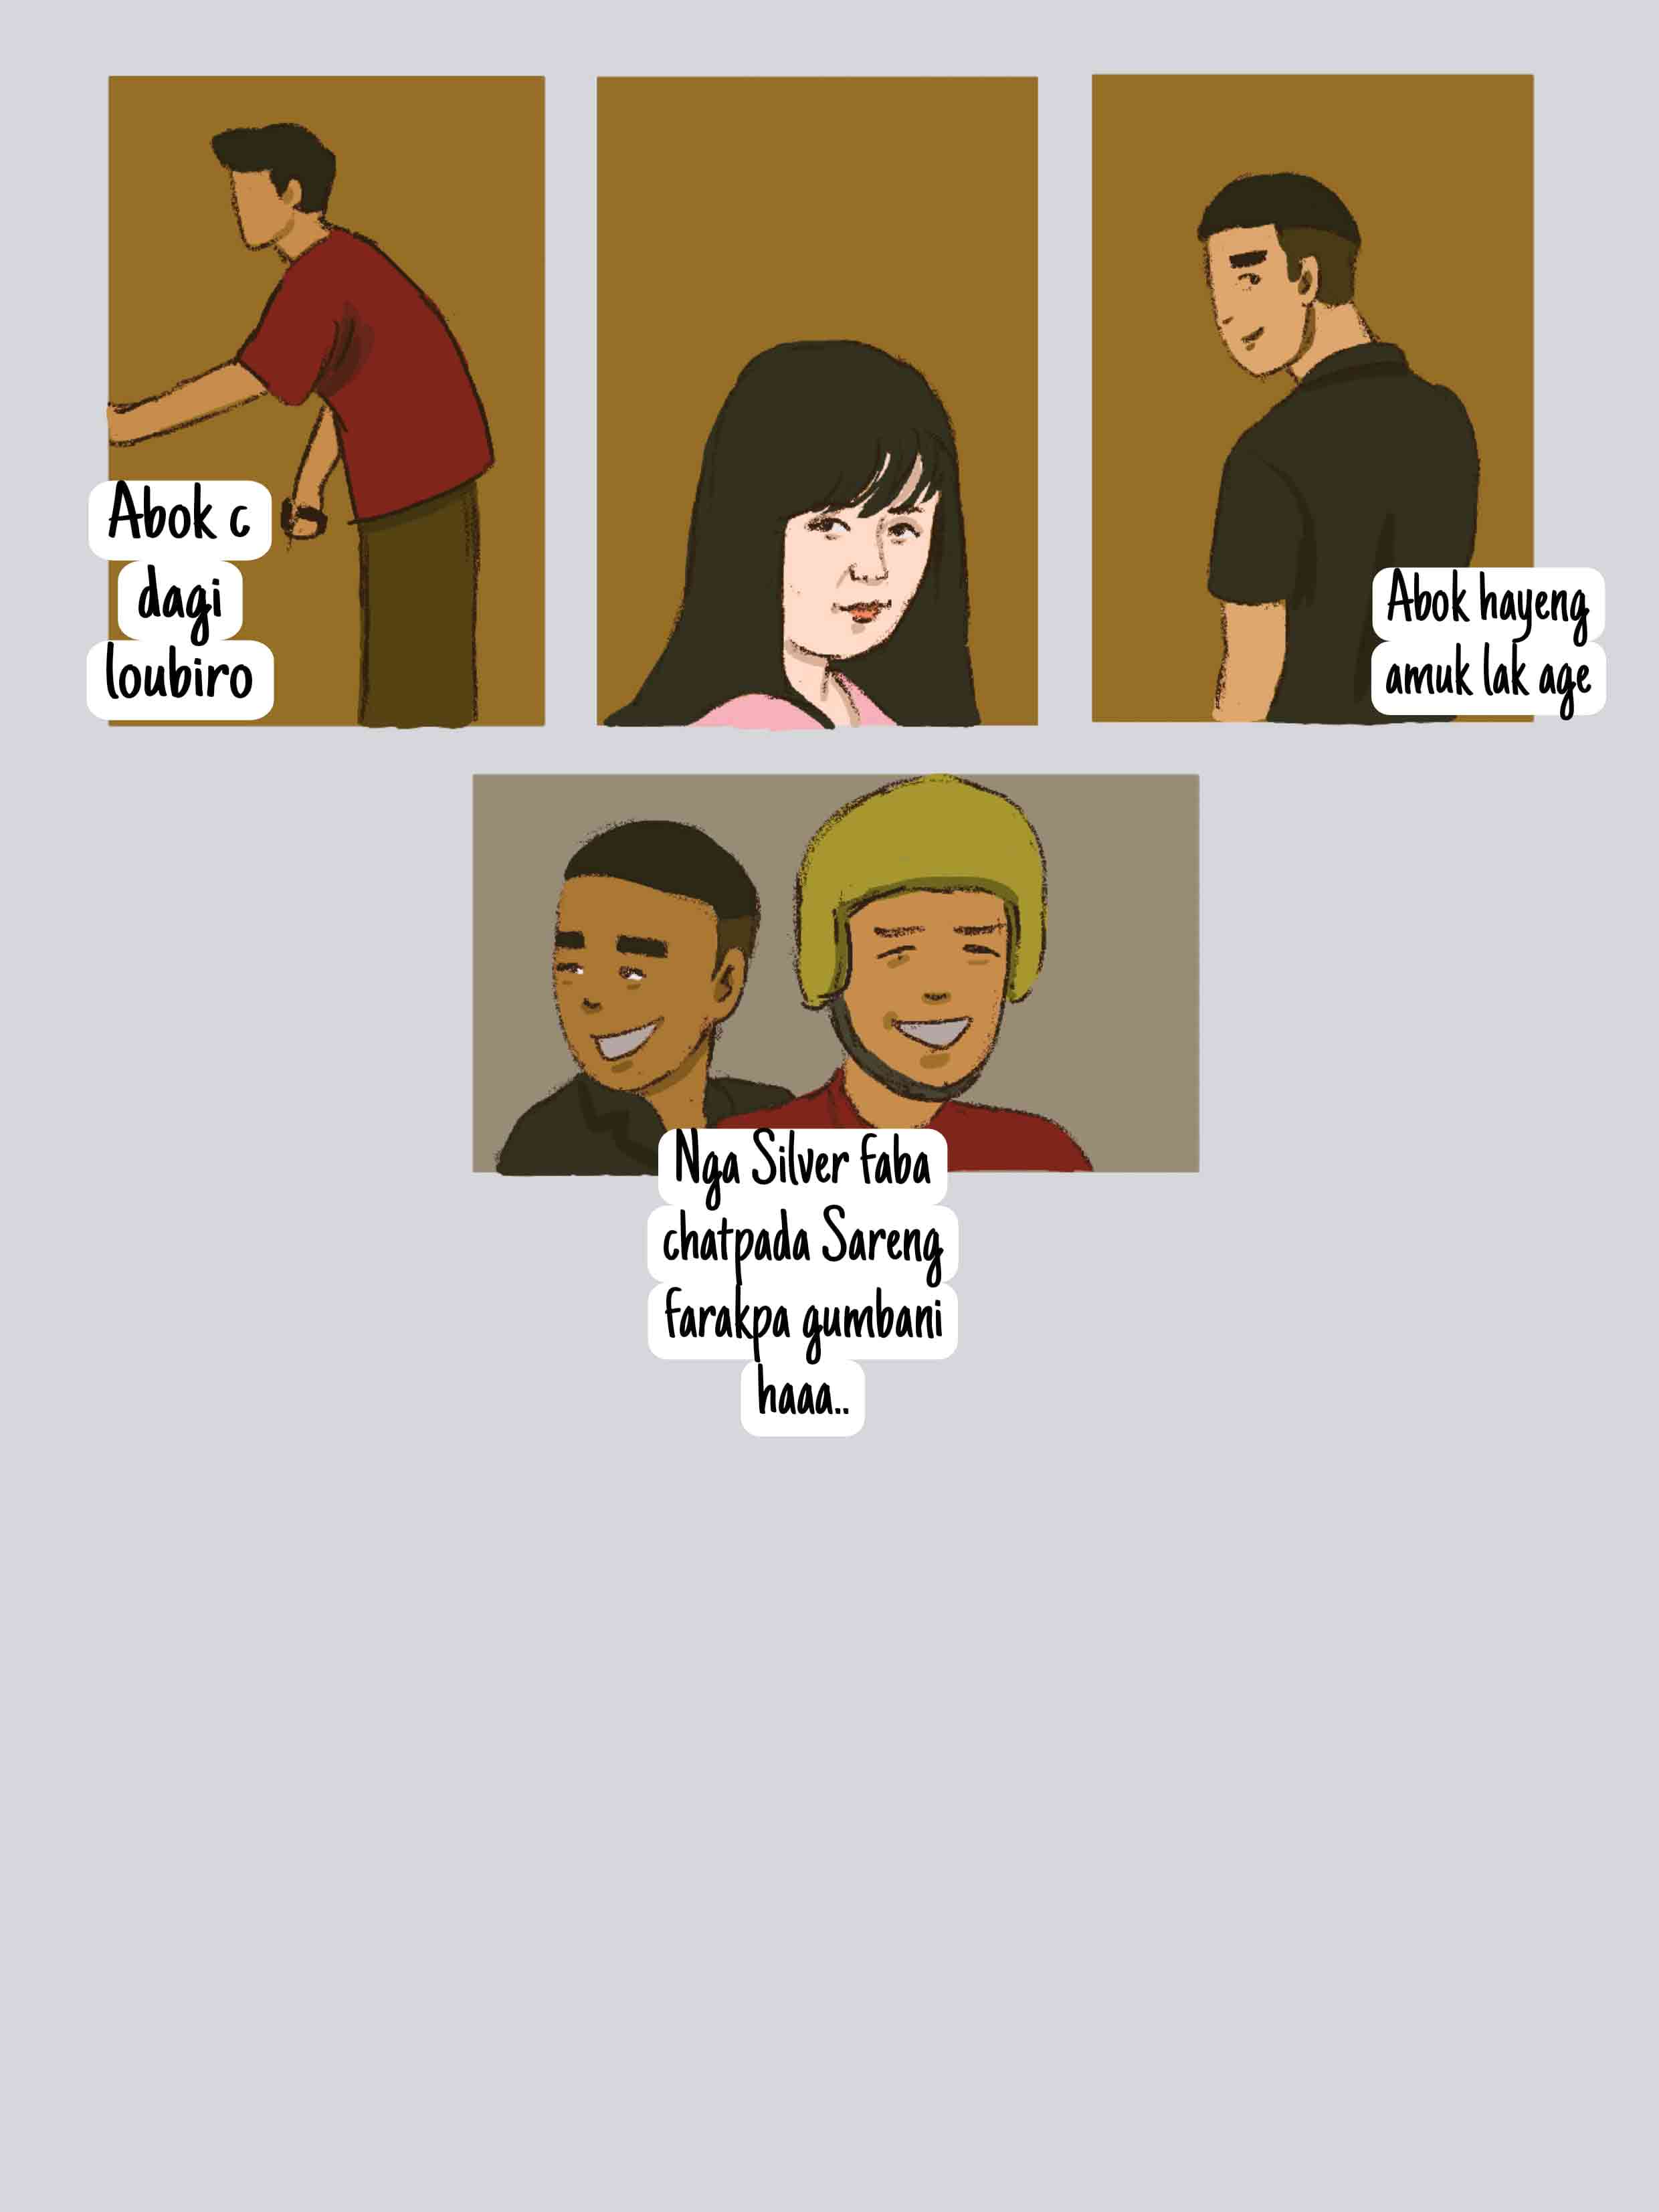 Abok c
dagi
loubiro
Abok hayeng
amuk lak age
Nga Silver faba
chatpada Sareng
farakpa gumbani
haaa..